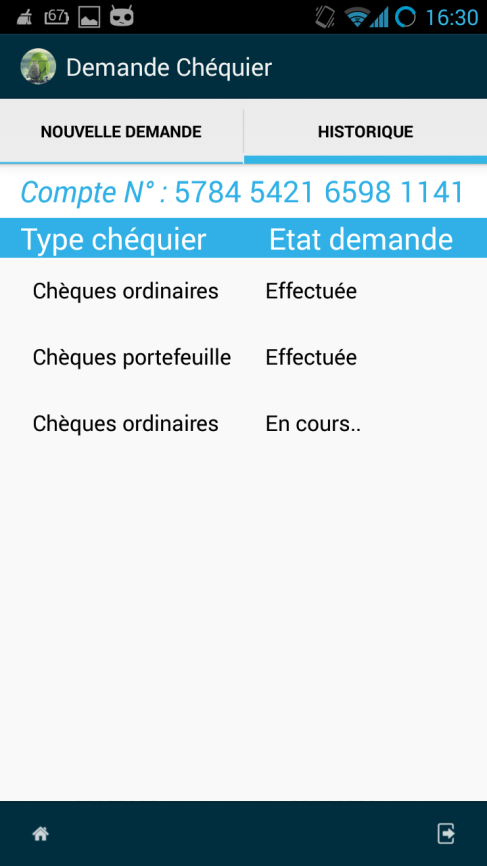 67 16:30
Demande Chéquier
NOUVELLE DEMANDE HISTORIQUE
Compte N° : 5784 5421 6598 1141
Type chéquier Etat demande
Chèques ordinaires Effectuée
Chèques portefeuille Effectuée
Chèques ordinaires En cours..